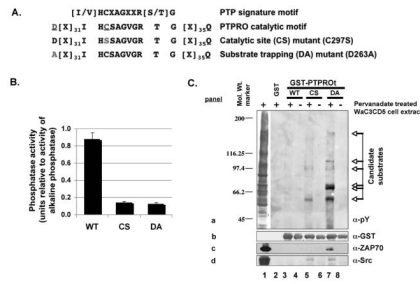 A.
[I/V]HCXAGXXR[S/T]G PTP signature motif
D[X]31I HCSAGVGR T G [X]35Q PTPRO catalytic motif
D[X]31I HSSAGVGR T G [X]35Q Catalytic site (CS) mutant (C297S)
A[X]31I HCSAGVGR T G [X]35Q Substrate trapping (DA) mutant (D263A)
B.
Phosphatase activity
(units relative to activity of
alkaline phosphatase)
1.0
0.8
0.6
0.4
0.2
0.0
WT CS DA
C.
panel
Mol. Wt.
marker
GST
GST-PTPROt
WT CS DA
+ + + - + - + - Pervanadate treated
WaC3CD5 cell extract
200
116.25
97.4
66.2
45
Candidate
substrates
a α-pY
b α-GST
c α-ZAP70
d α-Src
1 2 3 4 5 6 7 8